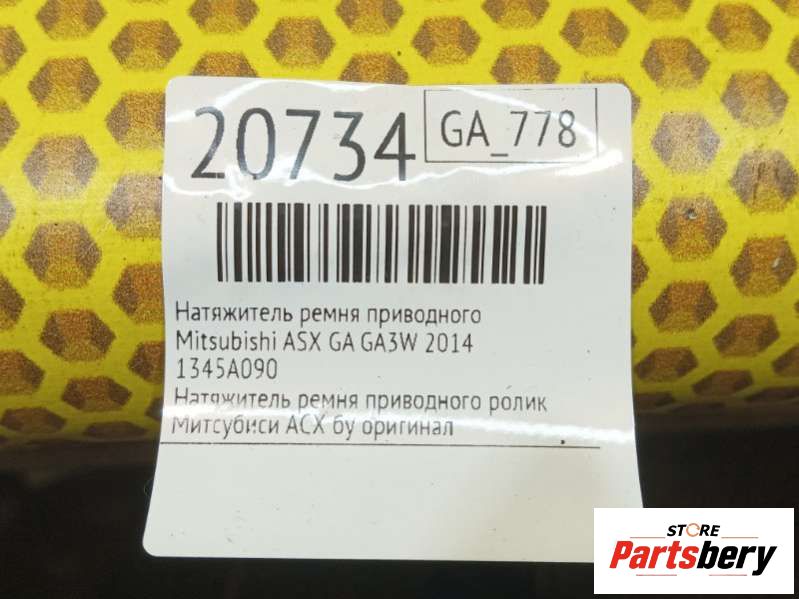 20734
GA_778
Натяжитель ремня приводного
Mitsubishi ASX GA GA3W 2014
1345A090
Натяжитель ремня приводного ролик
Митсубиси АСХ бу оригинал
STORE
Partsbery